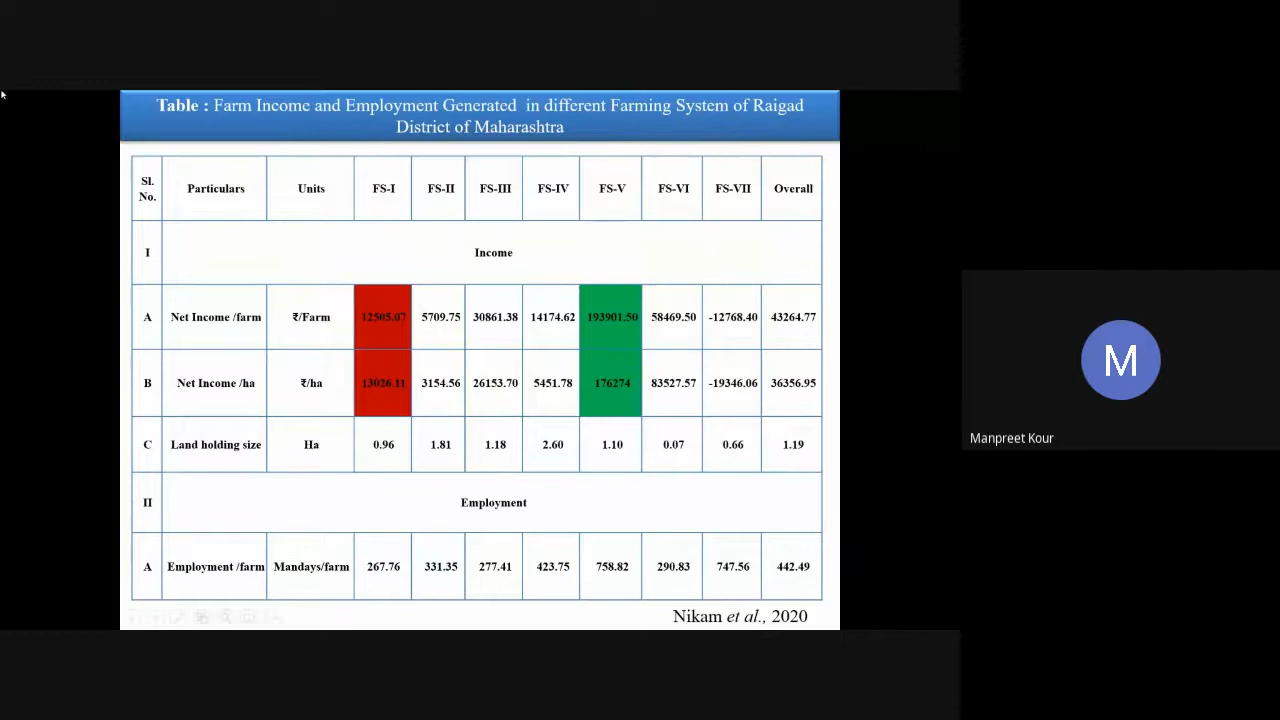 Table : Farm Income and Employment Generated in different Farming System of Raigad
District of Maharashtra
Sl. No. Particulars Units FS-I FS-II FS-III FS-IV FS-V FS-VI FS-VII Overall
I Income
A Net Income /farm ₹/Farm 12505.07 5709.75 30861.38 14174.62 193901.50 58469.50 -12768.40 43264.77
B Net Income /ha ₹/ha 13026.11 3154.56 26153.70 5451.78 176274 83527.57 -19346.06 36356.95
C Land holding size Ha 0.96 1.81 1.18 2.60 1.10 0.07 0.66 1.19
II Employment
A Employment /farm Mandays/farm 267.76 331.35 277.41 423.75 758.82 290.83 747.56 442.49
Nikam et al., 2020
M
Manpreet Kour